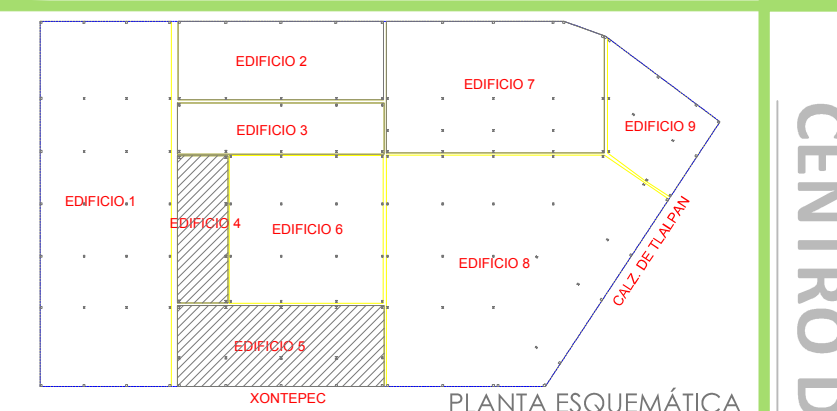 EDIFICIO 2
EDIFICIO 7
EDIFICIO 3
EDIFICIO 9
EDIFICIO 1
EDIFICIO 4
EDIFICIO 6
EDIFICIO 8
CALZ. DE TLALPAN
EDIFICIO 5
XONTEPEC
PLANTA ESQUEMÁTICA
CENTRO D